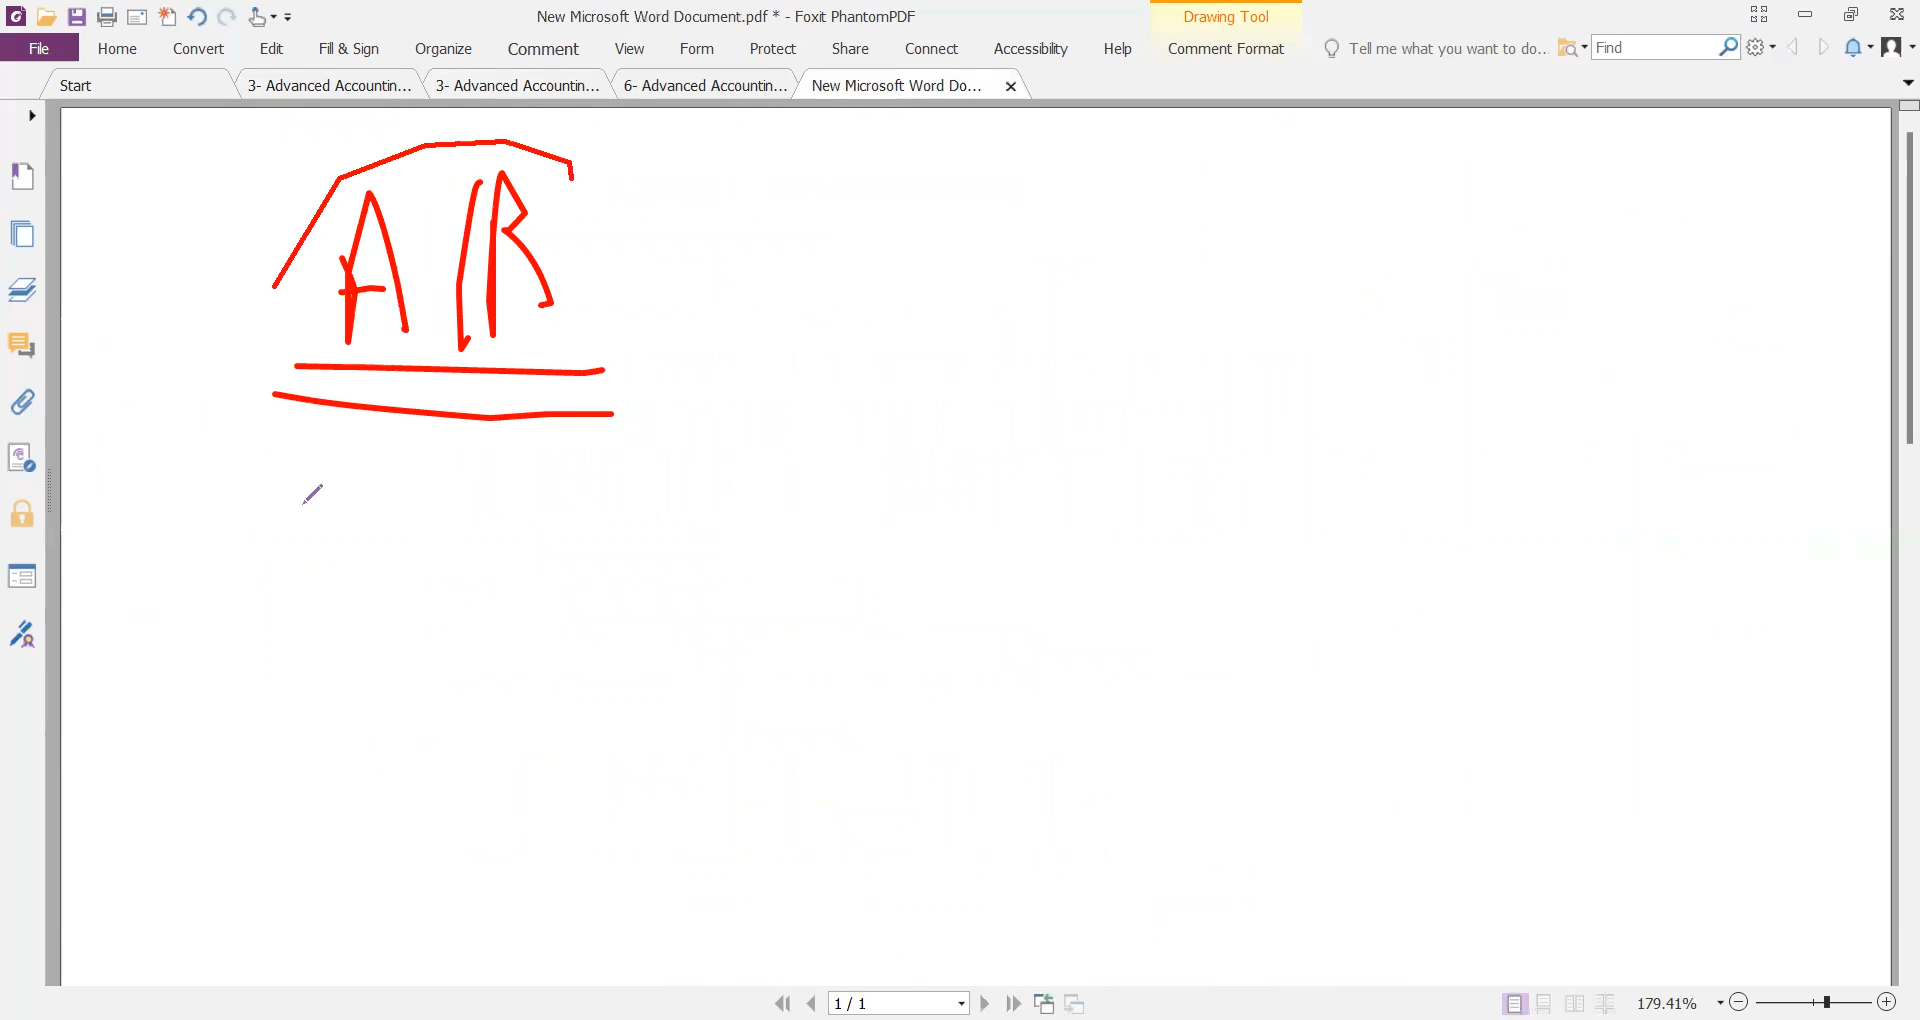 New Microsoft Word Document.pdf * - Foxit PhantomPDF
Drawing Tool
File Home Convert Edit Fill & Sign Organize Comment View Form Protect Share Connect Accessibility Help Comment Format Tell me what you want to do... Find
Start 3- Advanced Accountin... 3- Advanced Accountin... 6- Advanced Accountin... New Microsoft Word Do...
A/R
1 / 1
179.41%